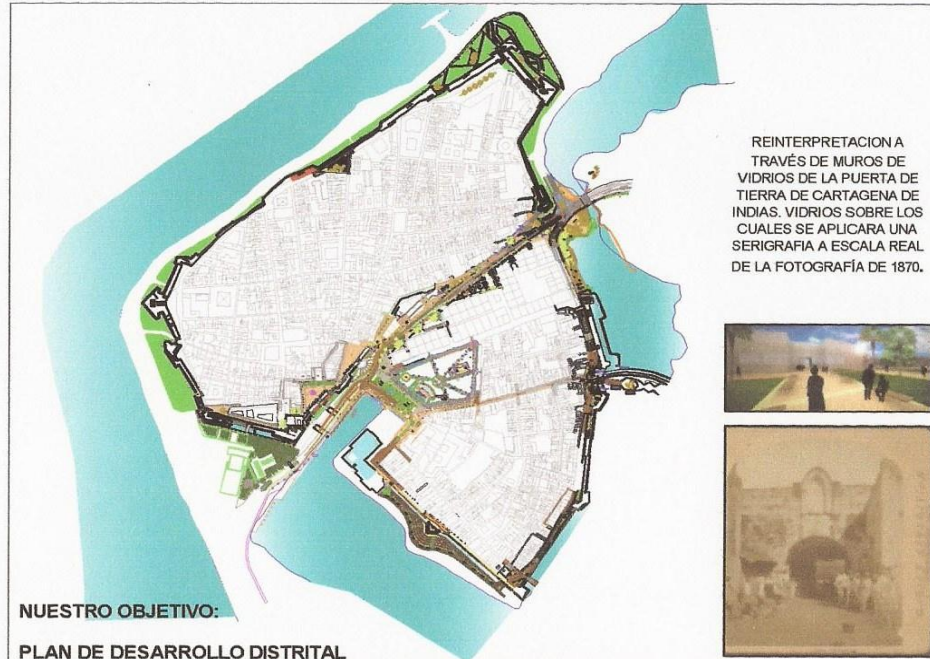 REINTERPRETACION A
TRAVÉS DE MUROS DE
VIDRIOS DE LA PUERTA DE
TIERRA DE CARTAGENA DE
INDIAS. VIDRIOS SOBRE LOS
CUALES SE APLICARA UNA
SERIGRAFIA A ESCALA REAL
DE LA FOTOGRAFÍA DE 1870.
NUESTRO OBJETIVO:
PLAN DE DESARROLLO DISTRITAL